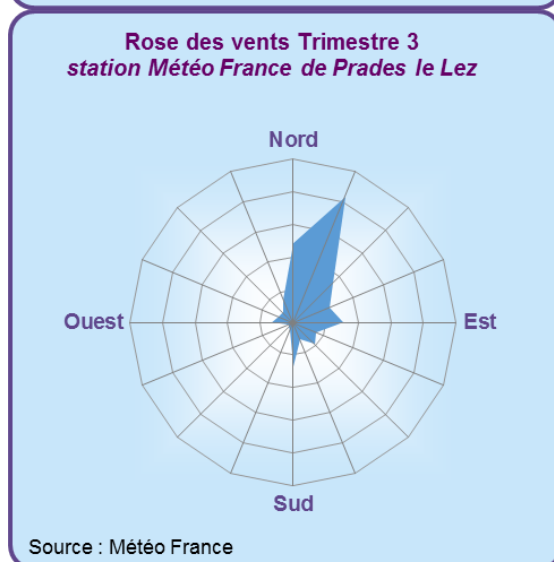 Rose des vents Trimestre 3
station Météo France de Prades le Lez
Nord
Ouest
Est
Sud
Source : Météo France